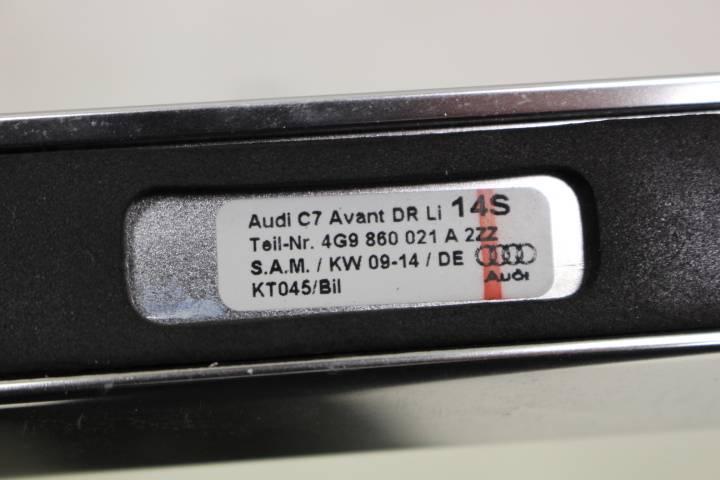 Audi C7 Avant DR Li 14S
Teil-Nr. 4G9 860 021 A 2ZZ
S.A.M. / KW 09-14 / DE
Audi
KT045/Bil